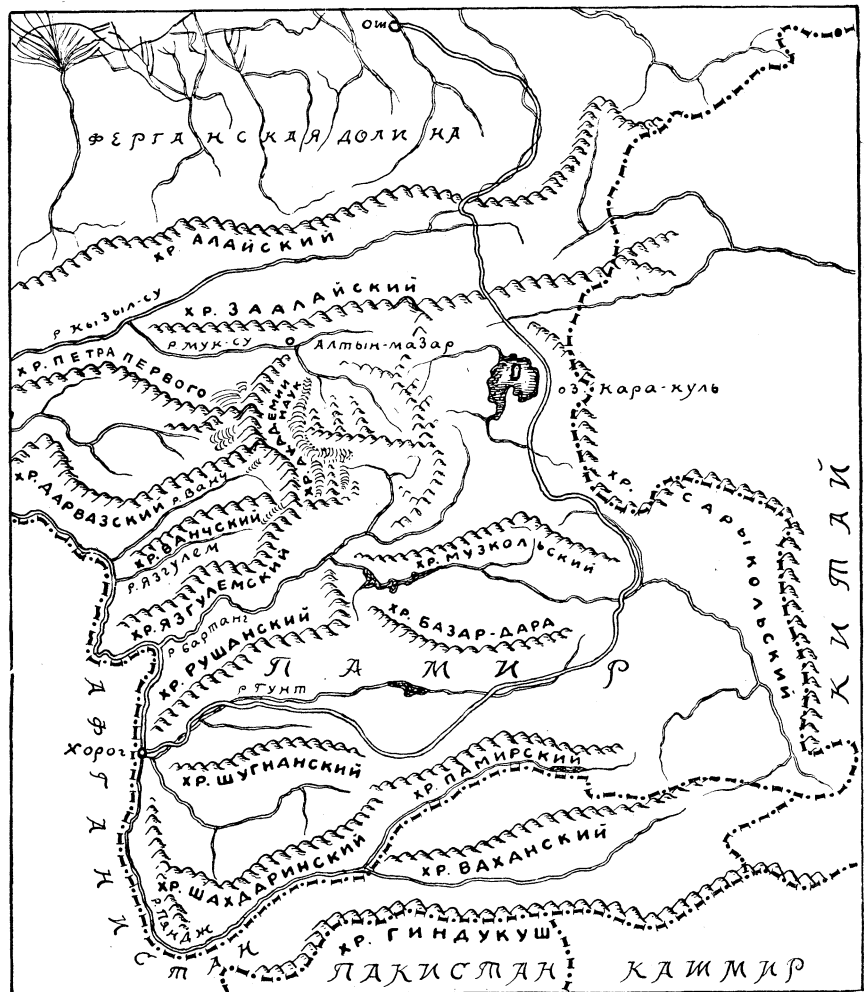 Ош
ФЕРГАНСКАЯ ДОЛИНА
ХР. АЛАЙСКИЙ
ХР. ЗААЛАЙСКИЙ
р. Кызыл-су
р. мук-су
Алтын-мазар
ХР. ПЕТРА ПЕРВОГО
ХР. АКАДЕМИИ НАУК
оз. Кара-куль
ХР. ДАРВАЗСКИЙ
р. Ванч
ХР. ВАНЧСКИЙ
р. Язгулем
ХР. ЯЗГУЛЕМСКИЙ
ХР. МУЗКОЛЬСКИЙ
ХР. САРЫКОЛЬСКИЙ
КИТАЙ
р. бартанг
ХР. РУШАНСКИЙ
ХР. БАЗАР-ДАРА
ПАМИР
р. Гунт
Хорог
ХР. ШУГНАНСКИЙ
ХР. ПАМИРСКИЙ
АФГАНИСТАН
ХР. ШАХДАРИНСКИЙ
ХР. ВАХАНСКИЙ
р. Пандж
ХР. ГИНДУКУШ
ПАКИСТАН
КАШМИР